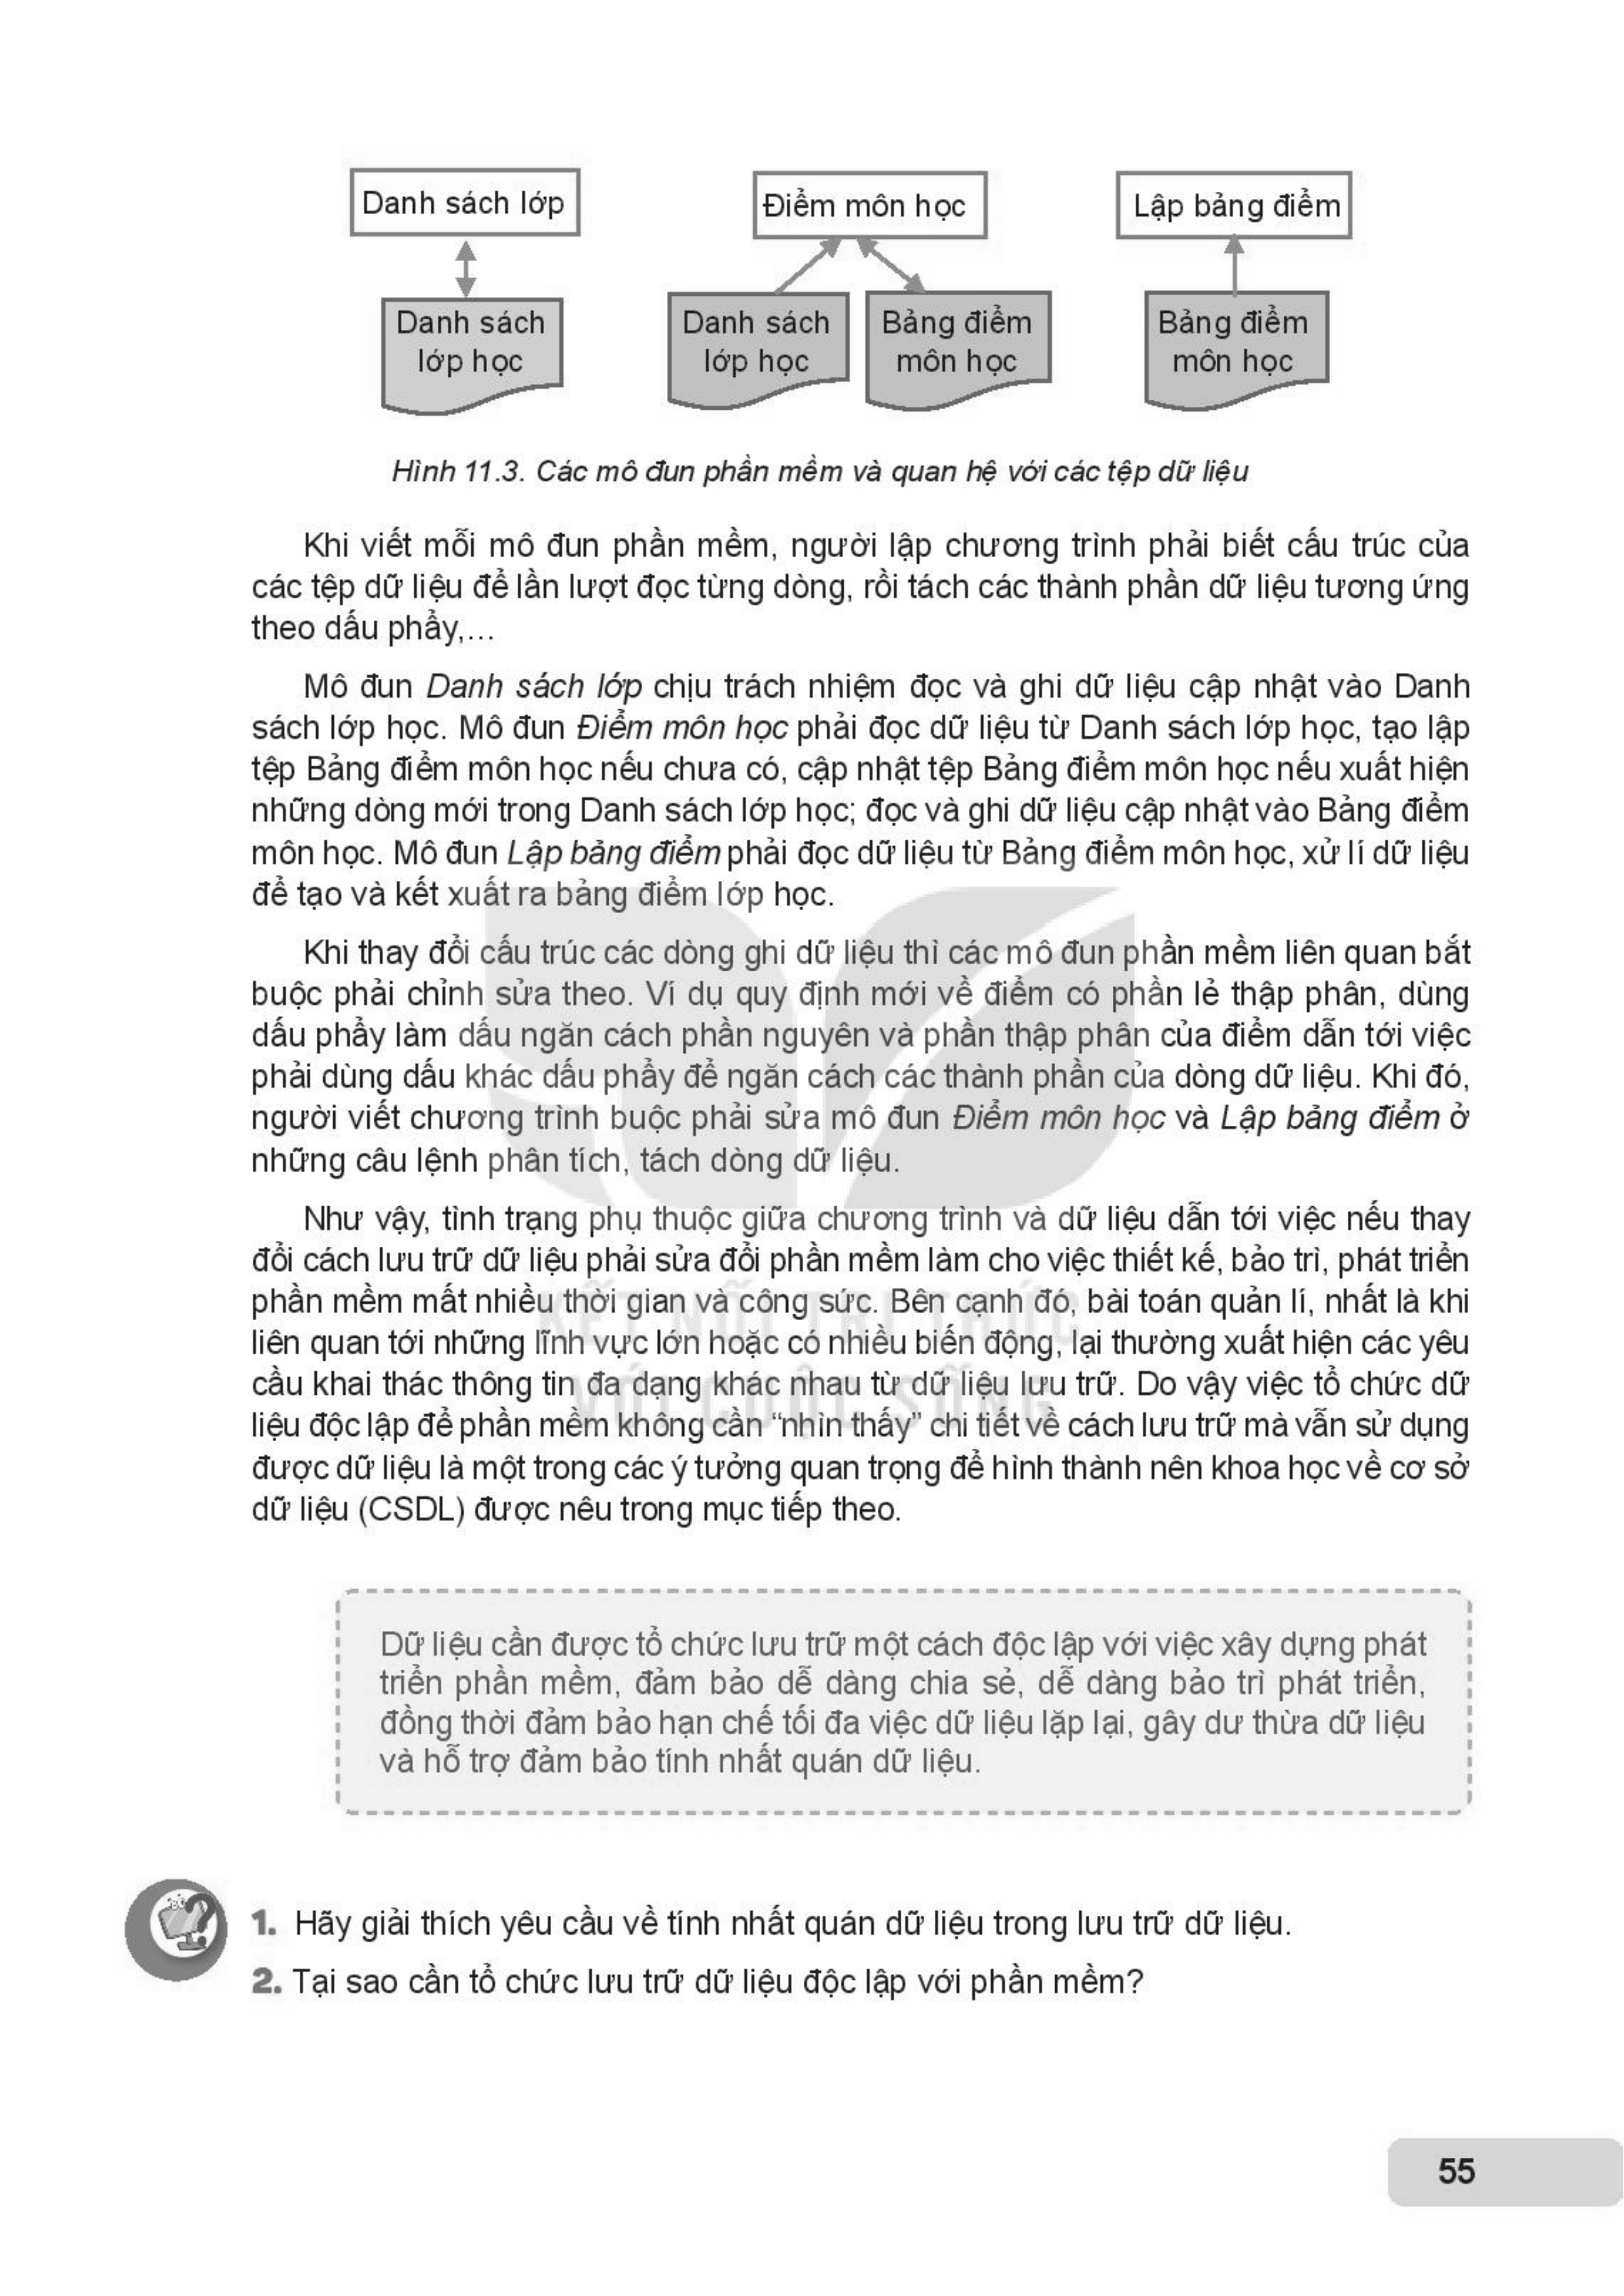 Danh sách lớp
Điểm môn học
Lập bảng điểm
Danh sách
lớp học
Danh sách
lớp học
Bảng điểm
môn học
Bảng điểm
môn học
Hình 11.3. Các mô đun phần mềm và quan hệ với các tệp dữ liệu
Khi viết mỗi mô đun phần mềm, người lập chương trình phải biết cấu trúc của
các tệp dữ liệu để lần lượt đọc từng dòng, rồi tách các thành phần dữ liệu tương ứng
theo dấu phẩy,...
Mô đun Danh sách lớp chịu trách nhiệm đọc và ghi dữ liệu cập nhật vào Danh
sách lớp học. Mô đun Điểm môn học phải đọc dữ liệu từ Danh sách lớp học, tạo lập
tệp Bảng điểm môn học nếu chưa có, cập nhật tệp Bảng điểm môn học nếu xuất hiện
những dòng mới trong Danh sách lớp học; đọc và ghi dữ liệu cập nhật vào Bảng điểm
môn học. Mô đun Lập bảng điểm phải đọc dữ liệu từ Bảng điểm môn học, xử lí dữ liệu
để tạo và kết xuất ra bảng điểm lớp học.
Khi thay đổi cấu trúc các dòng ghi dữ liệu thì các mô đun phần mềm liên quan bắt
buộc phải chỉnh sửa theo. Ví dụ quy định mới về điểm có phần lẻ thập phân, dùng
dấu phẩy làm dấu ngăn cách phần nguyên và phần thập phân của điểm dẫn tới việc
phải dùng dấu khác dấu phẩy để ngăn cách các thành phần của dòng dữ liệu. Khi đó,
người viết chương trình buộc phải sửa mô đun Điểm môn học và Lập bảng điểm ở
những câu lệnh phân tích, tách dòng dữ liệu.
Như vậy, tình trạng phụ thuộc giữa chương trình và dữ liệu dẫn tới việc nếu thay
đổi cách lưu trữ dữ liệu phải sửa đổi phần mềm làm cho việc thiết kế, bảo trì, phát triển
phần mềm mất nhiều thời gian và công sức. Bên cạnh đó, bài toán quản lí, nhất là khi
liên quan tới những lĩnh vực lớn hoặc có nhiều biến động, lại thường xuất hiện các yêu
cầu khai thác thông tin đa dạng khác nhau từ dữ liệu lưu trữ. Do vậy việc tổ chức dữ
liệu độc lập để phần mềm không cần “nhìn thấy” chi tiết về cách lưu trữ mà vẫn sử dụng
được dữ liệu là một trong các ý tưởng quan trọng để hình thành nên khoa học về cơ sở
dữ liệu (CSDL) được nêu trong mục tiếp theo.
KẾT NỐI TRI THỨC
VỚI CUỘC SỐNG
Dữ liệu cần được tổ chức lưu trữ một cách độc lập với việc xây dựng phát
triển phần mềm, đảm bảo dễ dàng chia sẻ, dễ dàng bảo trì phát triển,
đồng thời đảm bảo hạn chế tối đa việc dữ liệu lặp lại, gây dư thừa dữ liệu
và hỗ trợ đảm bảo tính nhất quán dữ liệu.
1. Hãy giải thích yêu cầu về tính nhất quán dữ liệu trong lưu trữ dữ liệu.
2. Tại sao cần tổ chức lưu trữ dữ liệu độc lập với phần mềm?
55